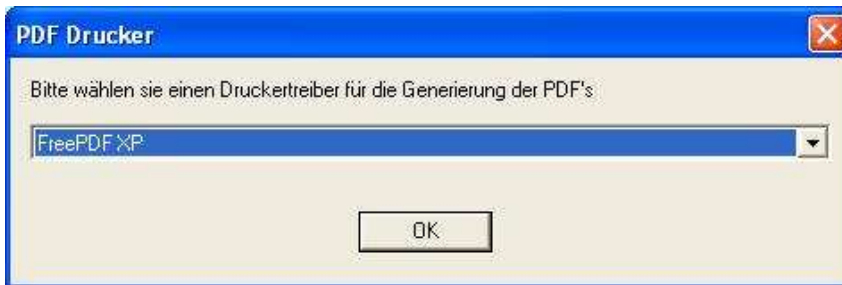 PDF Drucker
Bitte wählen sie einen Druckertreiber für die Generierung der PDF's
FreePDF XP
OK